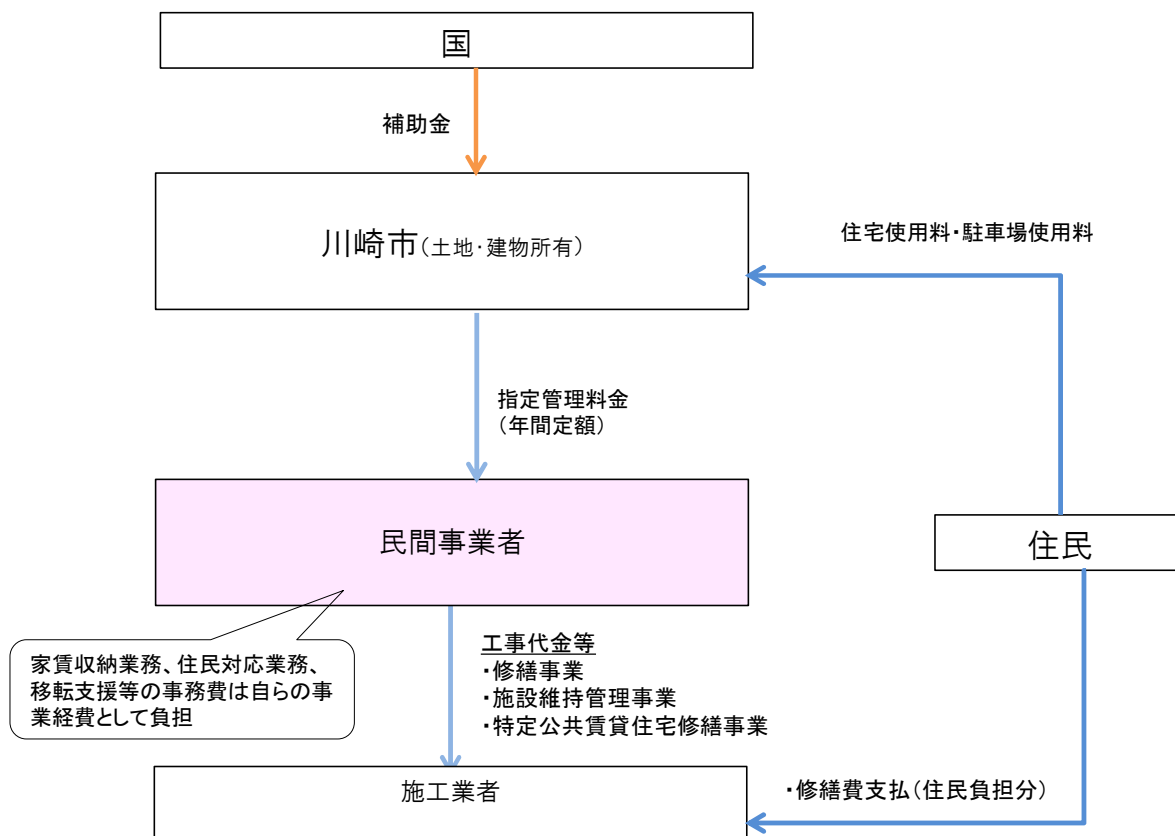 国
補助金
川崎市(土地・建物所有)
住宅使用料・駐車場使用料
指定管理料金
(年間定額)
民間事業者
住民
家賃収納業務、住民対応業務、
移転支援等の事務費は自らの事
業経費として負担
工事代金等
・修繕事業
・施設維持管理事業
・特定公共賃貸住宅修繕事業
施工業者
・修繕費支払(住民負担分)